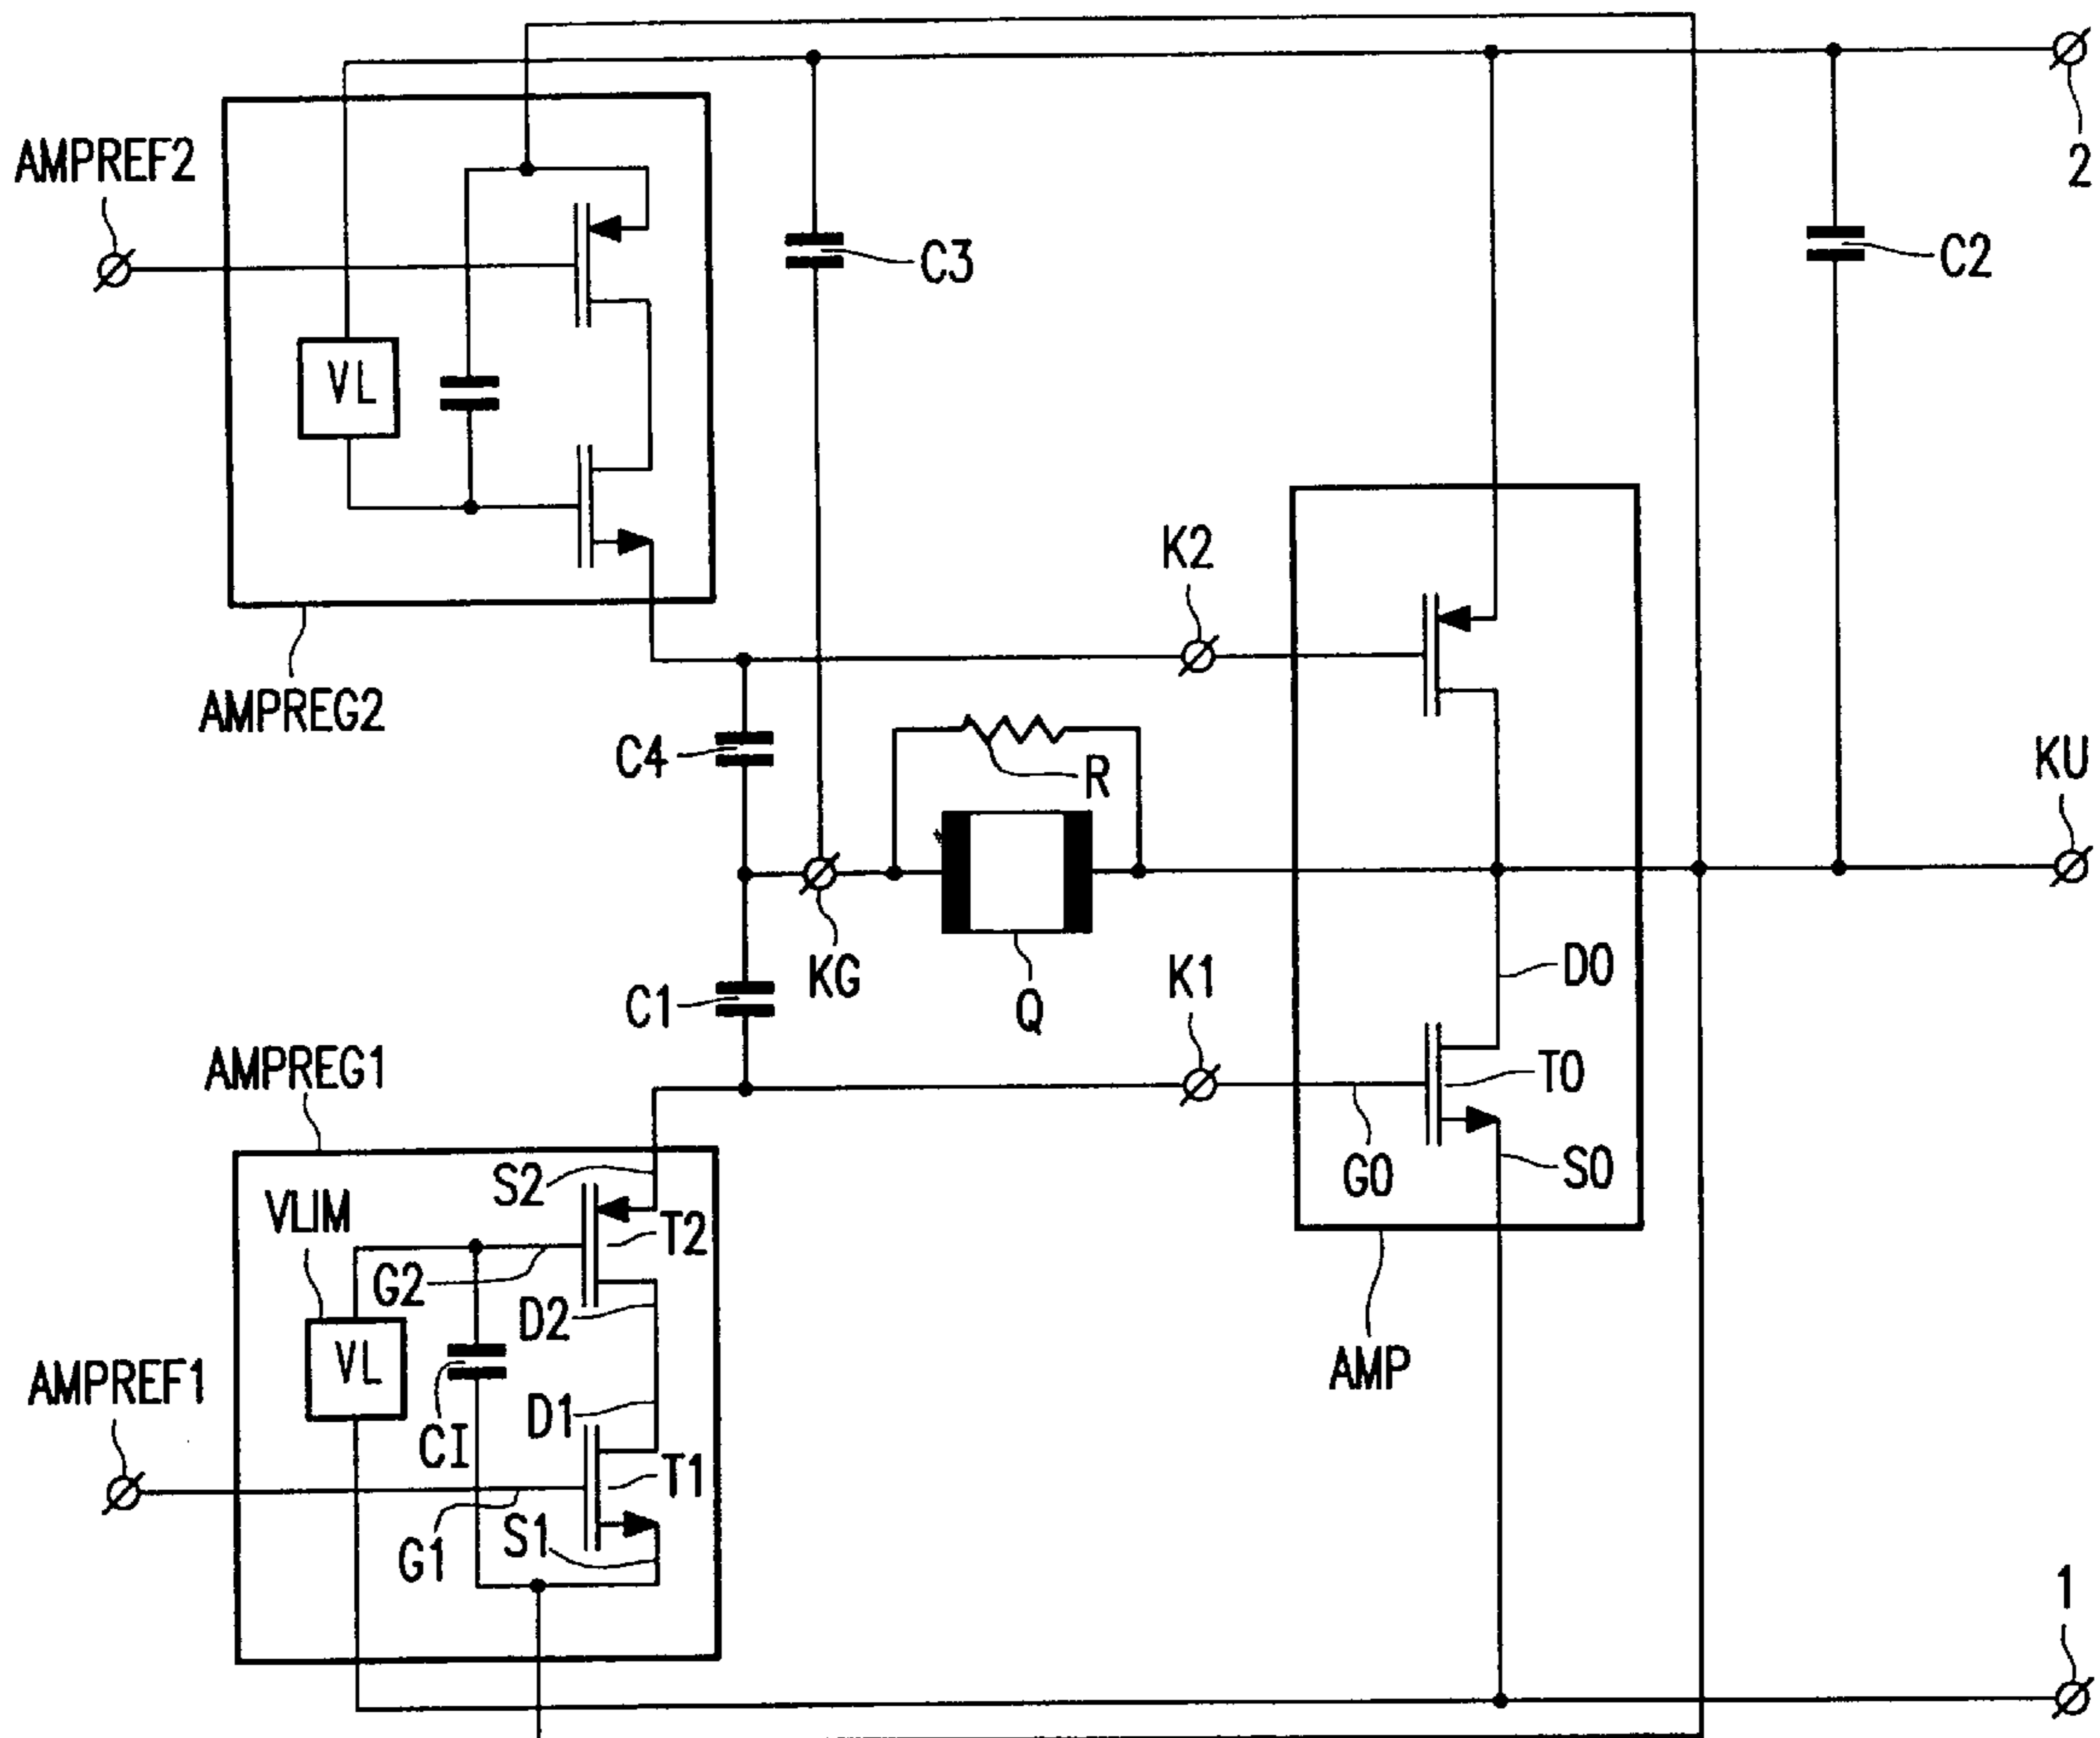 AMPREF2
2
C3
C2
VL
K2
AMPREG2
C4
R
KU
KG
Q
C1
K1
D0
AMPREG1
T0
S2
G0
S0
VLIM
T2
G2
D2
VL
AMP
AMPREF1
D1
CI
T1
S1
G1
1